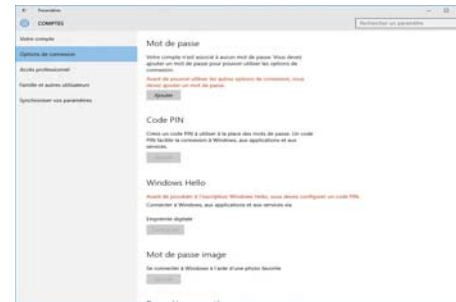 Paramètres
COMPTES
Rechercher un paramètre
Votre compte
Options de connexion
Accès professionnel
Famille et autres utilisateurs
Synchroniser vos paramètres
Mot de passe
Votre compte n'est associé à aucun mot de passe. Vous devez
ajouter un mot de passe pour pouvoir utiliser les options de
connexion.
Avant de pouvoir utiliser les autres options de connexion, vous
devez ajouter un mot de passe.
Ajouter
Code PIN
Créez un code PIN à utiliser à la place des mots de passe. Un code
PIN facilite la connexion à Windows, aux applications et aux
services.
Windows Hello
Avant de procéder à l'inscription Windows Hello, vous devez configurer un code PIN.
Connecter à Windows, aux applications et aux services via
Empreinte digitale
Mot de passe image
Se connecter à Windows à l'aide d'une photo favorite